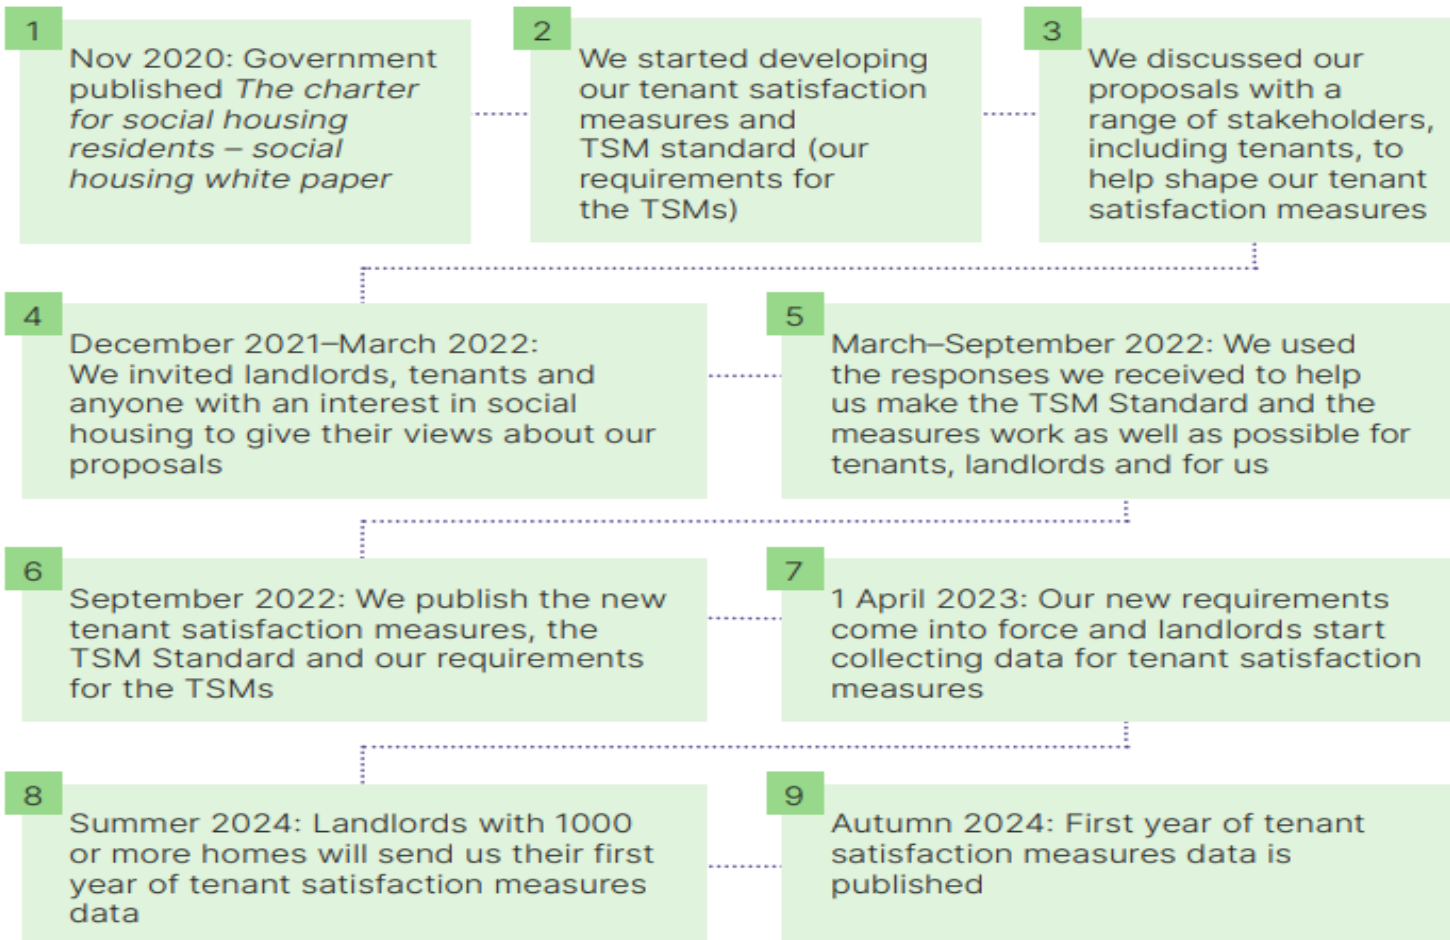 1
Nov 2020: Government
published The charter
for social housing
residents – social
housing white paper
2
We started developing
our tenant satisfaction
measures and
TSM standard (our
requirements for
the TSMs)
3
We discussed our
proposals with a
range of stakeholders,
including tenants, to
help shape our tenant
satisfaction measures
4
December 2021–March 2022:
We invited landlords, tenants and
anyone with an interest in social
housing to give their views about our
proposals
5
March–September 2022: We used
the responses we received to help
us make the TSM Standard and the
measures work as well as possible for
tenants, landlords and for us
6
September 2022: We publish the new
tenant satisfaction measures, the
TSM Standard and our requirements
for the TSMs
7
1 April 2023: Our new requirements
come into force and landlords start
collecting data for tenant satisfaction
measures
8
Summer 2024: Landlords with 1000
or more homes will send us their first
year of tenant satisfaction measures
data
9
Autumn 2024: First year of tenant
satisfaction measures data is
published